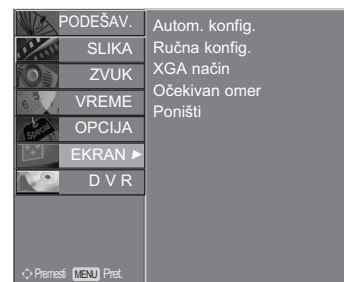 PODEŠAV.
SLIKA
ZVUK
VREME
OPCIJA
EKRAN ►
D V R
Autom. konfig.
Ručna konfig.
XGA način
Očekivan omer
Poništi
Premesti MENU Pret.